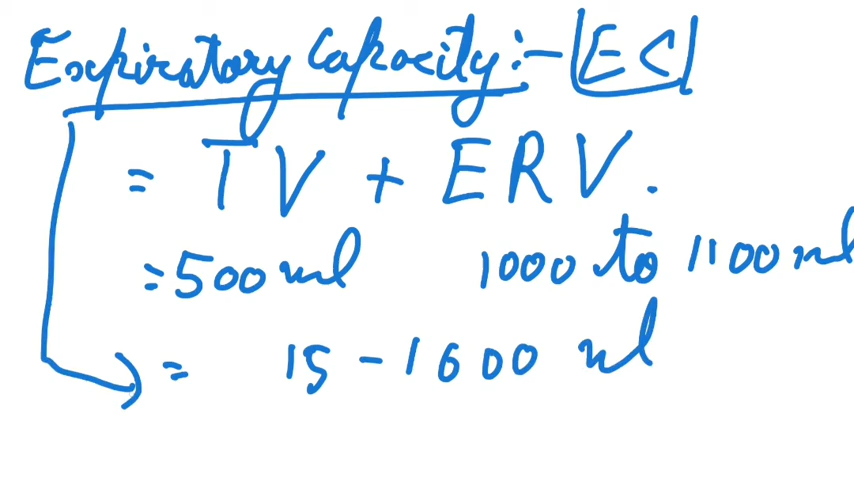 Expiratory Capacity :- EC
= TV + ERV.
= 500 ml 1000 to 1100 ml
= 15 - 1600 ml